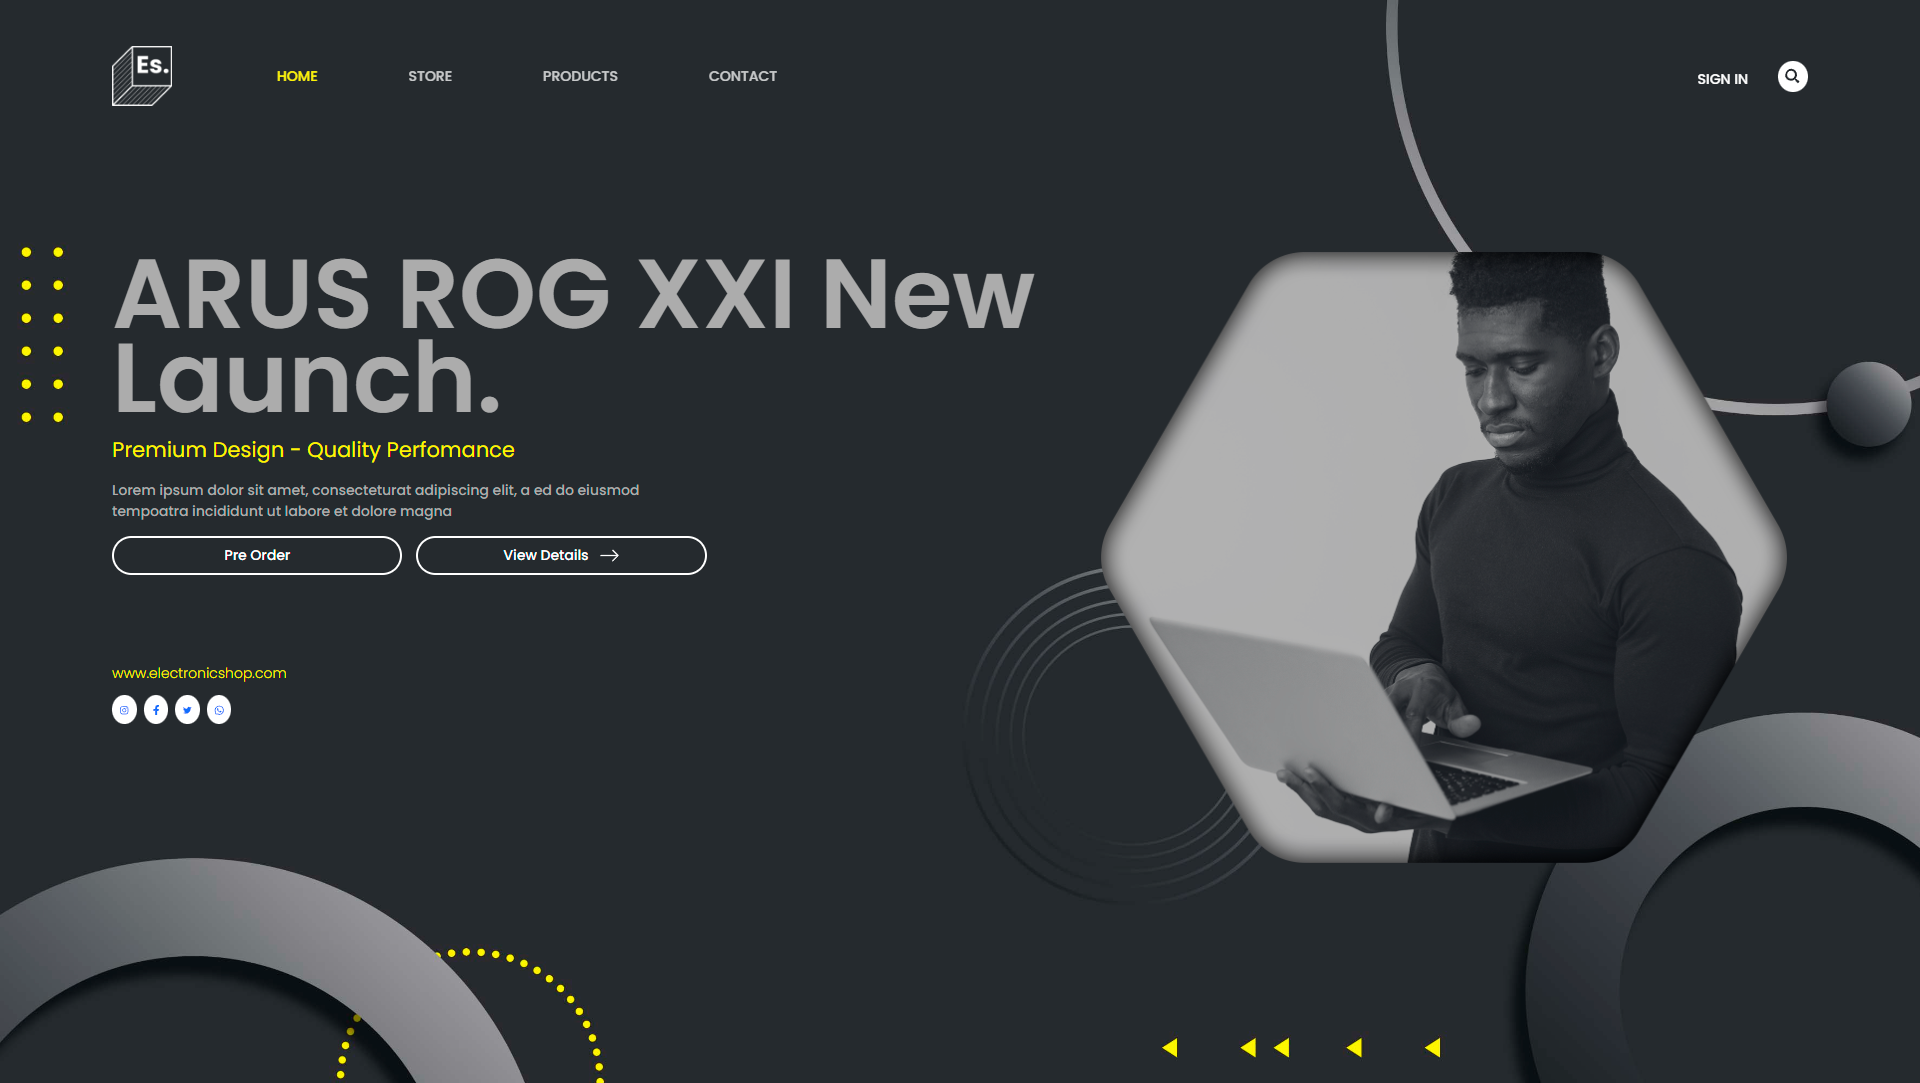 Es.
HOME
STORE
PRODUCTS
CONTACT
SIGN IN
ARUS ROG XXI New
Launch.
Premium Design - Quality Perfomance
Lorem ipsum dolor sit amet, consecteturat adipiscing elit, a ed do eiusmod
tempoatra incididunt ut labore et dolore magna
Pre Order
View Details
www.electronicshop.com